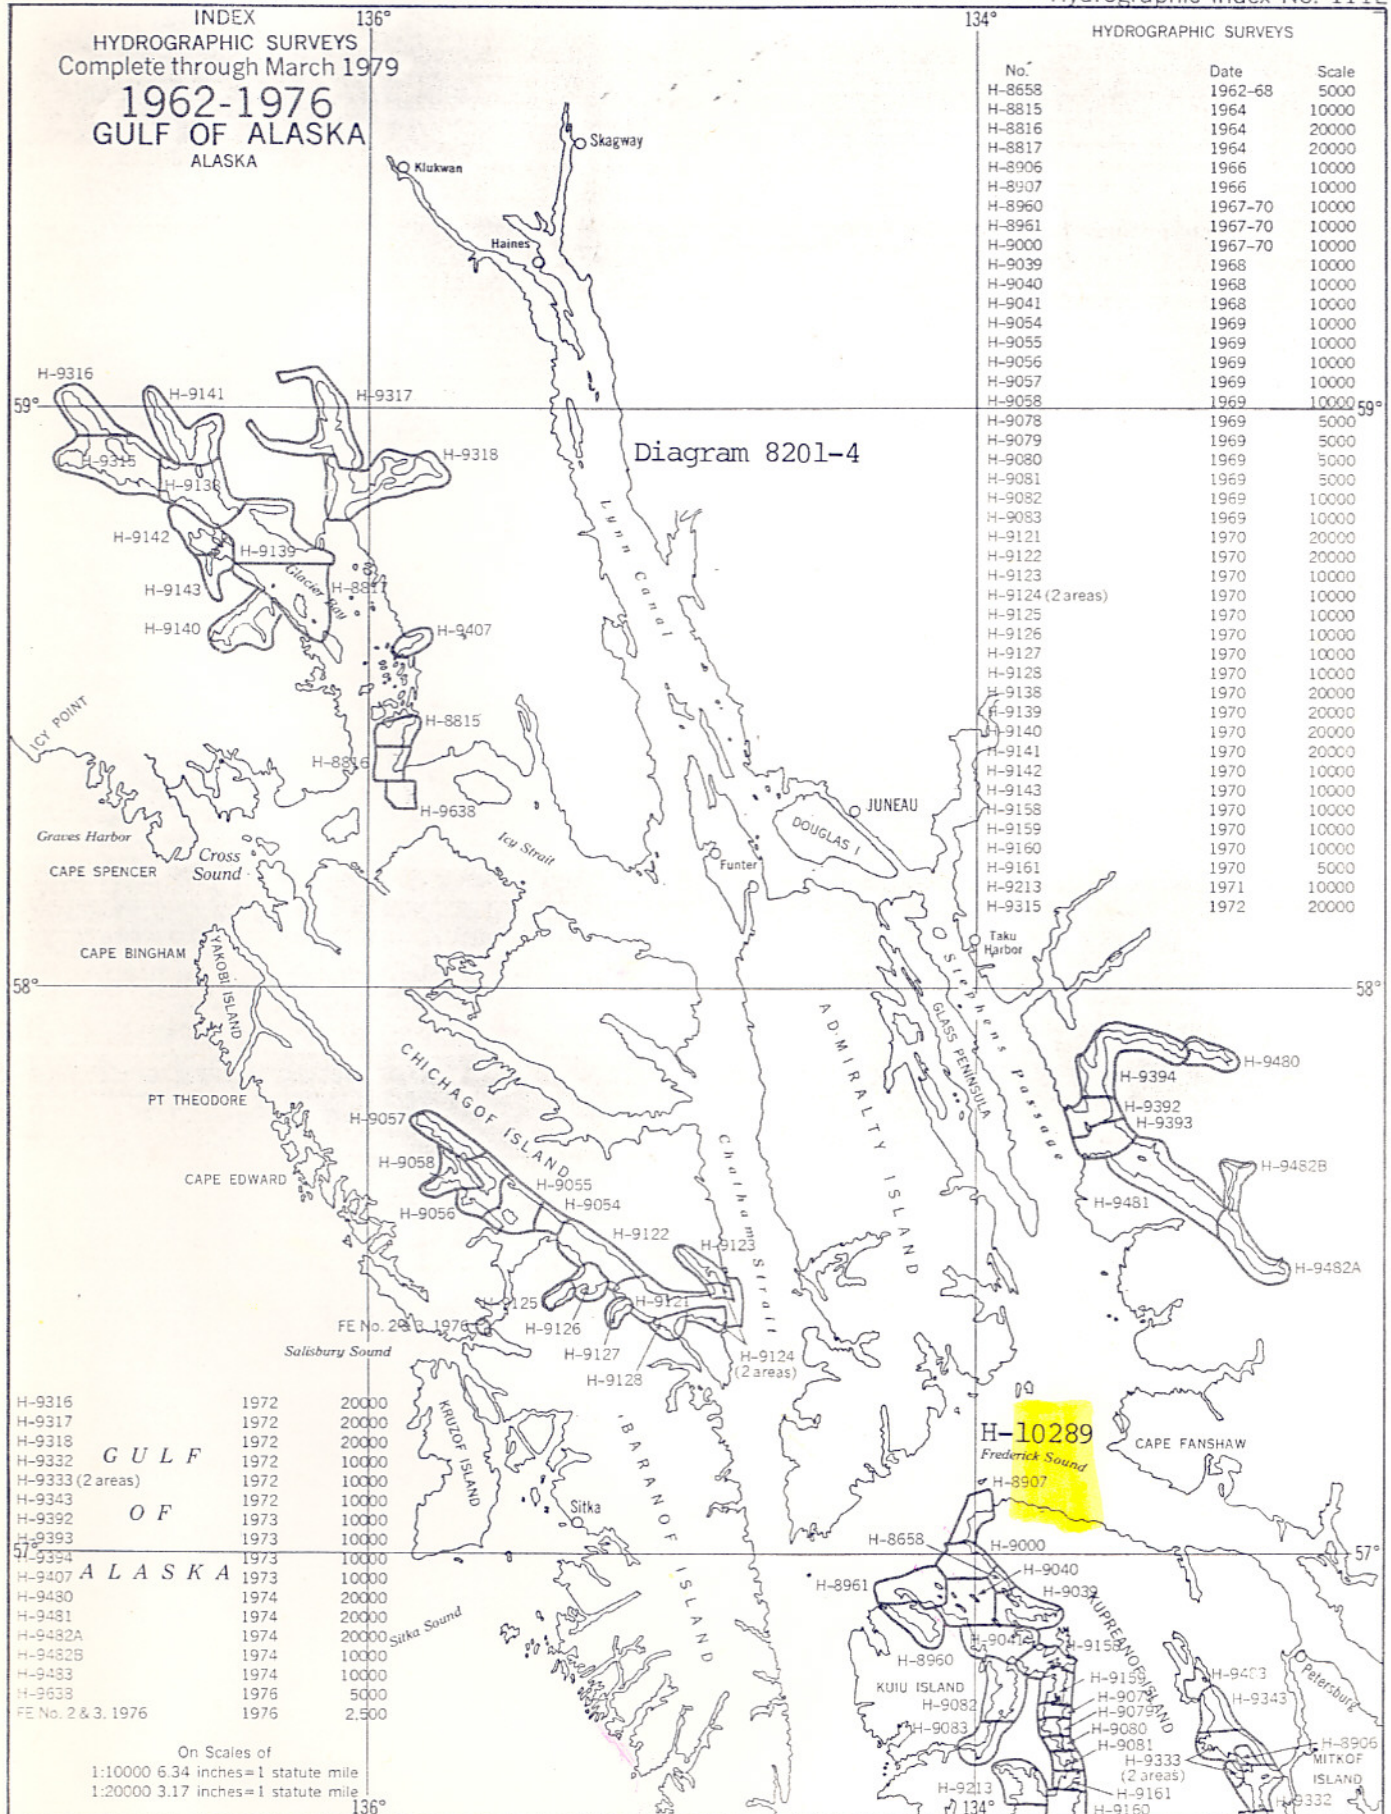 INDEX
HYDROGRAPHIC SURVEYS
Complete through March 1979
1962-1976
GULF OF ALASKA
ALASKA
136°
134°
HYDROGRAPHIC SURVEYS
No. Date Scale
H-8658 1962-68 5000
H-8815 1964 10000
H-8816 1964 20000
H-8817 1964 20000
H-8906 1966 10000
H-8907 1966 10000
H-8960 1967-70 10000
H-8961 1967-70 10000
H-9000 1967-70 10000
H-9039 1968 10000
H-9040 1968 10000
H-9041 1968 10000
H-9054 1969 10000
H-9055 1969 10000
H-9056 1969 10000
H-9057 1969 10000
H-9058 1969 10000
H-9078 1969 5000
H-9079 1969 5000
H-9080 1969 5000
H-9081 1969 5000
H-9082 1969 10000
H-9083 1969 10000
H-9121 1970 20000
H-9122 1970 20000
H-9123 1970 10000
H-9124 (2 areas) 1970 10000
H-9125 1970 10000
H-9126 1970 10000
H-9127 1970 10000
H-9128 1970 10000
H-9138 1970 20000
H-9139 1970 20000
H-9140 1970 20000
H-9141 1970 20000
H-9142 1970 10000
H-9143 1970 10000
H-9158 1970 10000
H-9159 1970 10000
H-9160 1970 10000
H-9161 1970 5000
H-9213 1971 10000
H-9315 1972 20000
Skagway
Klukwan
Haines
H-9316
H-9141
H-9317
59°
59°
H-9315
H-9318
H-9138
Diagram 8201-4
H-9142
H-9139
H-9143
Glacier Bay
H-8817
H-9140
H-9407
Lynn Canal
ICY POINT
H-8815
H-8816
H-9638
JUNEAU
DOUGLAS I
Graves Harbor
Cross
Sound
Icy Strait
Funter
CAPE SPENCER
Taku
Harbor
CAPE BINGHAM
YAKOBI ISLAND
58°
58°
Stephens Passage
GLASS PENINSULA
ADMIRALTY ISLAND
CHICHAGOF ISLAND
PT THEODORE
H-9480
H-9394
H-9392
H-9393
H-9057
H-9058
Chatham Strait
CAPE EDWARD
H-9055
H-9482B
H-9056
H-9054
H-9481
H-9122
H-9123
H-9482A
H-9125
H-9121
FE No. 2 & 3, 1976
H-9126
Salisbury Sound
H-9127
H-9124
(2 areas)
H-9128
H-9316 1972 20000
H-9317 1972 20000
H-9318 1972 20000
H-9332 1972 10000
H-9333 (2 areas) 1972 10000
H-9343 1972 10000
H-9392 1973 10000
H-9393 1973 10000
H-9394 1973 10000
H-9407 1973 10000
H-9480 1974 20000
H-9481 1974 20000
H-9482A 1974 20000
H-9482B 1974 10000
H-9483 1974 10000
H-9638 1976 5000
FE No. 2 & 3, 1976 1976 2,500
GULF
OF
ALASKA
KRUZOF ISLAND
BARANOF ISLAND
Sitka
Sitka Sound
H-10289
Frederick Sound
CAPE FANSHAW
H-8907
57°
57°
H-8658
H-9000
H-9040
H-8961
H-9039
KUPREANOF ISLAND
H-9041
H-9158
H-8960
KUIU ISLAND
H-9159
H-9483
Petersburg
H-9082
H-9343
H-9079
H-9083
H-9080
H-9081
H-8906
H-9333
(2 areas)
MITKOF
ISLAND
H-9213
H-9161
H-9332
H-9160
On Scales of
1:10000 6.34 inches=1 statute mile
1:20000 3.17 inches=1 statute mile
136°
134°